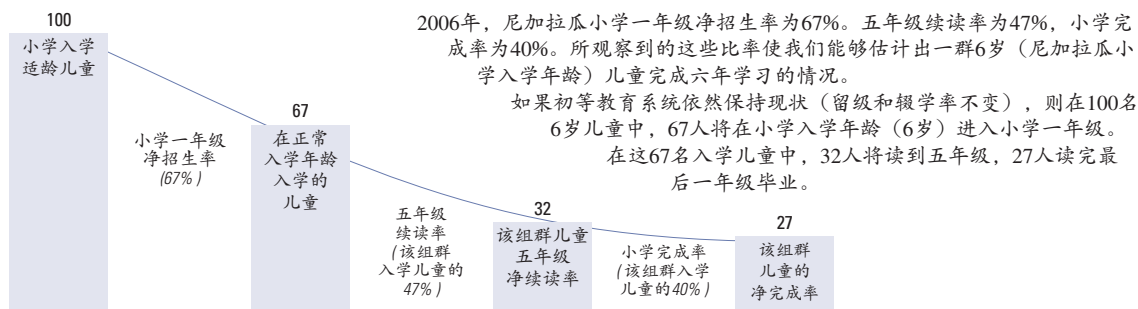 100
小学入学
适龄儿童
小学一年级
净招生率
(67% )
67
在正常
入学年龄
入学的
儿童
五年级
续读率
(该组群
入学儿童的
47% )
32
该组群儿童
五年级
净续读率
小学完成率
(该组群入学
儿童的40% )
27
该组群
儿童的
净完成率
2006年，尼加拉瓜小学一年级净招生率为67%。五年级续读率为47%，小学完
成率为40%。所观察到的这些比率使我们能够估计出一群6岁（尼加拉瓜小
学入学年龄）儿童完成六年学习的情况。
如果初等教育系统依然保持现状（留级和辍学率不变），则在100名
6岁儿童中，67人将在小学入学年龄（6岁）进入小学一年级。
在这67名入学儿童中，32人将读到五年级，27人读完最
后一年级毕业。